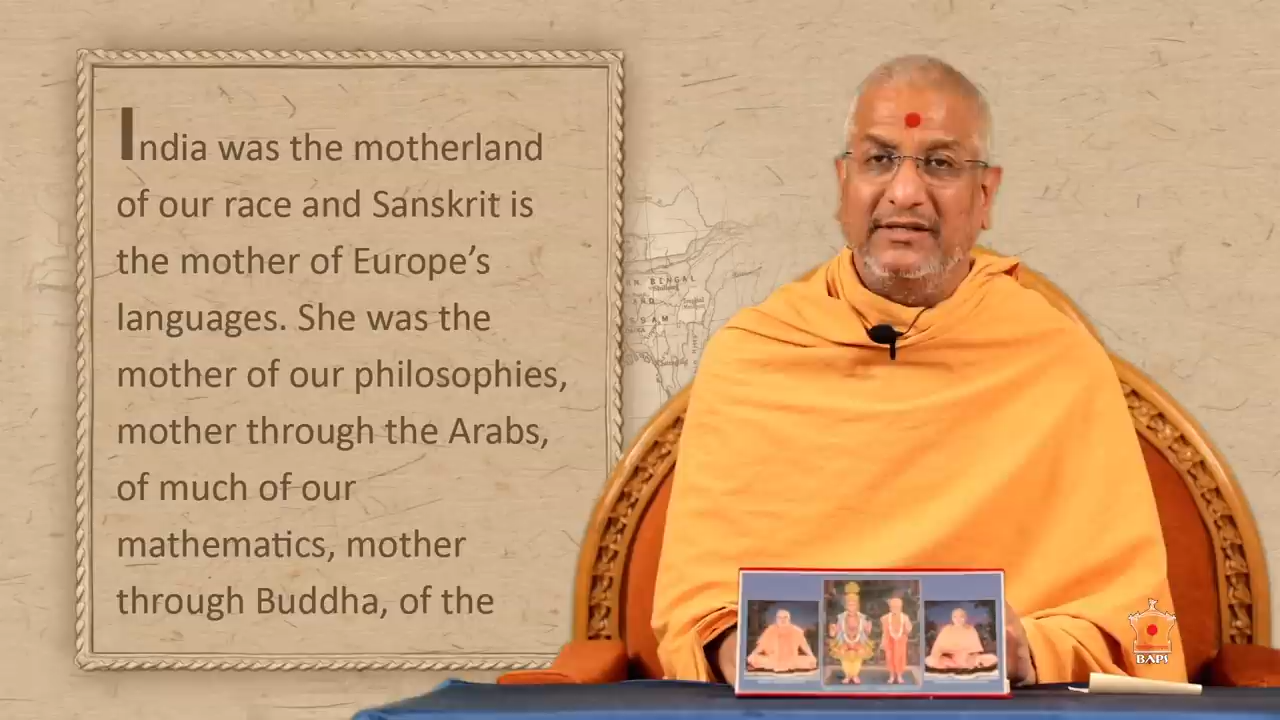 India was the motherland
of our race and Sanskrit is
the mother of Europe's
languages. She was the
mother of our philosophies,
mother through the Arabs,
of much of our
mathematics, mother
through Buddha, of the
BENGAL
BAPS